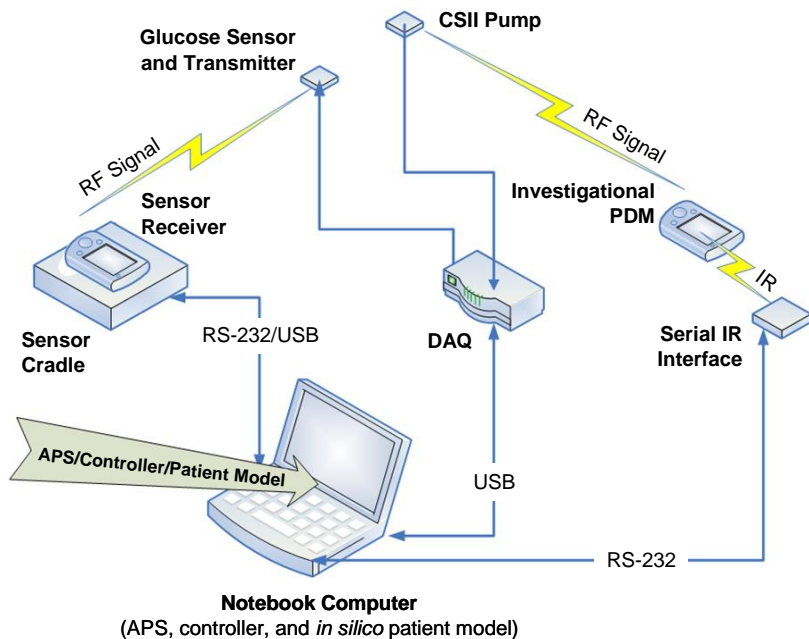 CSII Pump
Glucose Sensor
and Transmitter
RF Signal
RF Signal
Sensor
Receiver
Investigational
PDM
IR
Sensor
Cradle
RS-232/USB
DAQ
Serial IR
Interface
APS/Controller/Patient Model
USB
RS-232
Notebook Computer
(APS, controller, and in silico patient model)